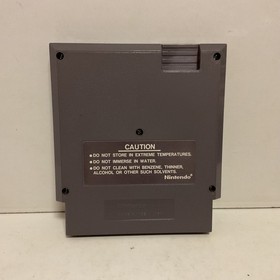 CAUTION
•DO NOT STORE IN EXTREME TEMPERATURES.
•DO NOT IMMERSE IN WATER.
•DO NOT CLEAN WITH BENZENE, THINNER,
ALCOHOL OR OTHER SUCH SOLVENTS.
Nintendo®